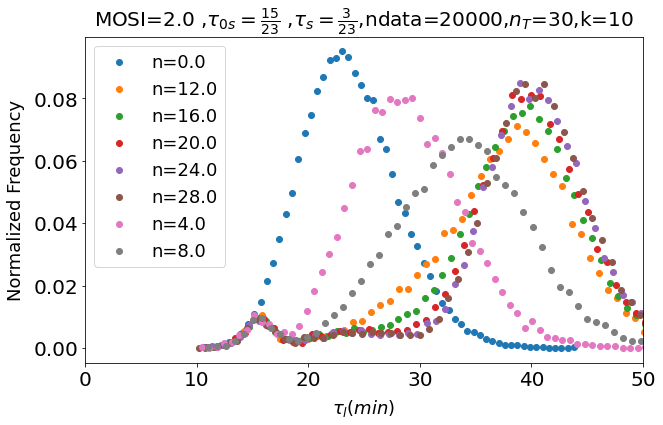 MOSI=2.0 ,τ₀ₛ = 15/23 ,τₛ = 3/23,ndata=20000,n_T=30,k=10
n=0.0
n=12.0
n=16.0
n=20.0
n=24.0
n=28.0
n=4.0
n=8.0
Normalized Frequency
0.08
0.06
0.04
0.02
0.00
0 10 20 30 40 50
τ_I(min)